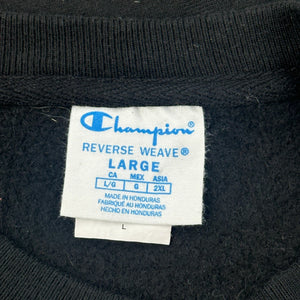 Champion®
REVERSE WEAVE®
LARGE
CA MEX ASIA
L/G G 2XL
MADE IN HONDURAS
FABRIQUÉ AU HONDURAS
HECHO EN HONDURAS
L